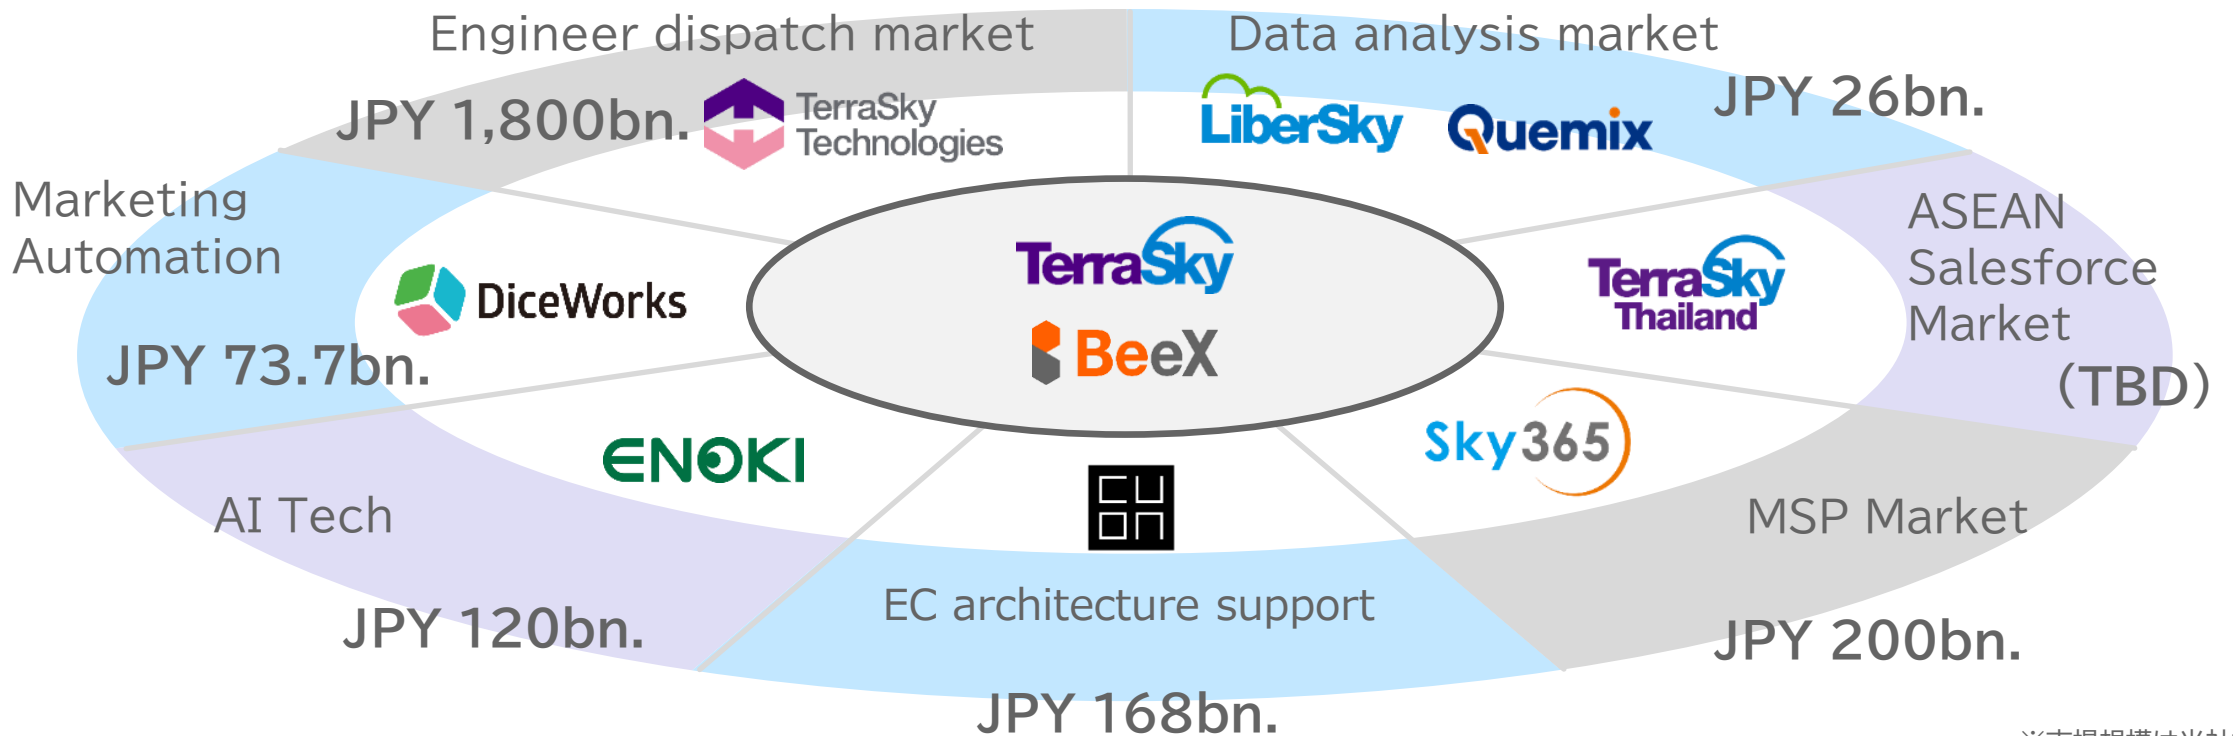 Engineer dispatch market
JPY 1,800bn.
TerraSky
Technologies
Data analysis market
JPY 26bn.
LiberSky
Quemix
Marketing
Automation
JPY 73.7bn.
DiceWorks
TerraSky
BeeX
TerraSky
Thailand
ASEAN
Salesforce
Market
(TBD)
ENOKI
AI Tech
JPY 120bn.
EC architecture support
JPY 168bn.
Sky365
MSP Market
JPY 200bn.